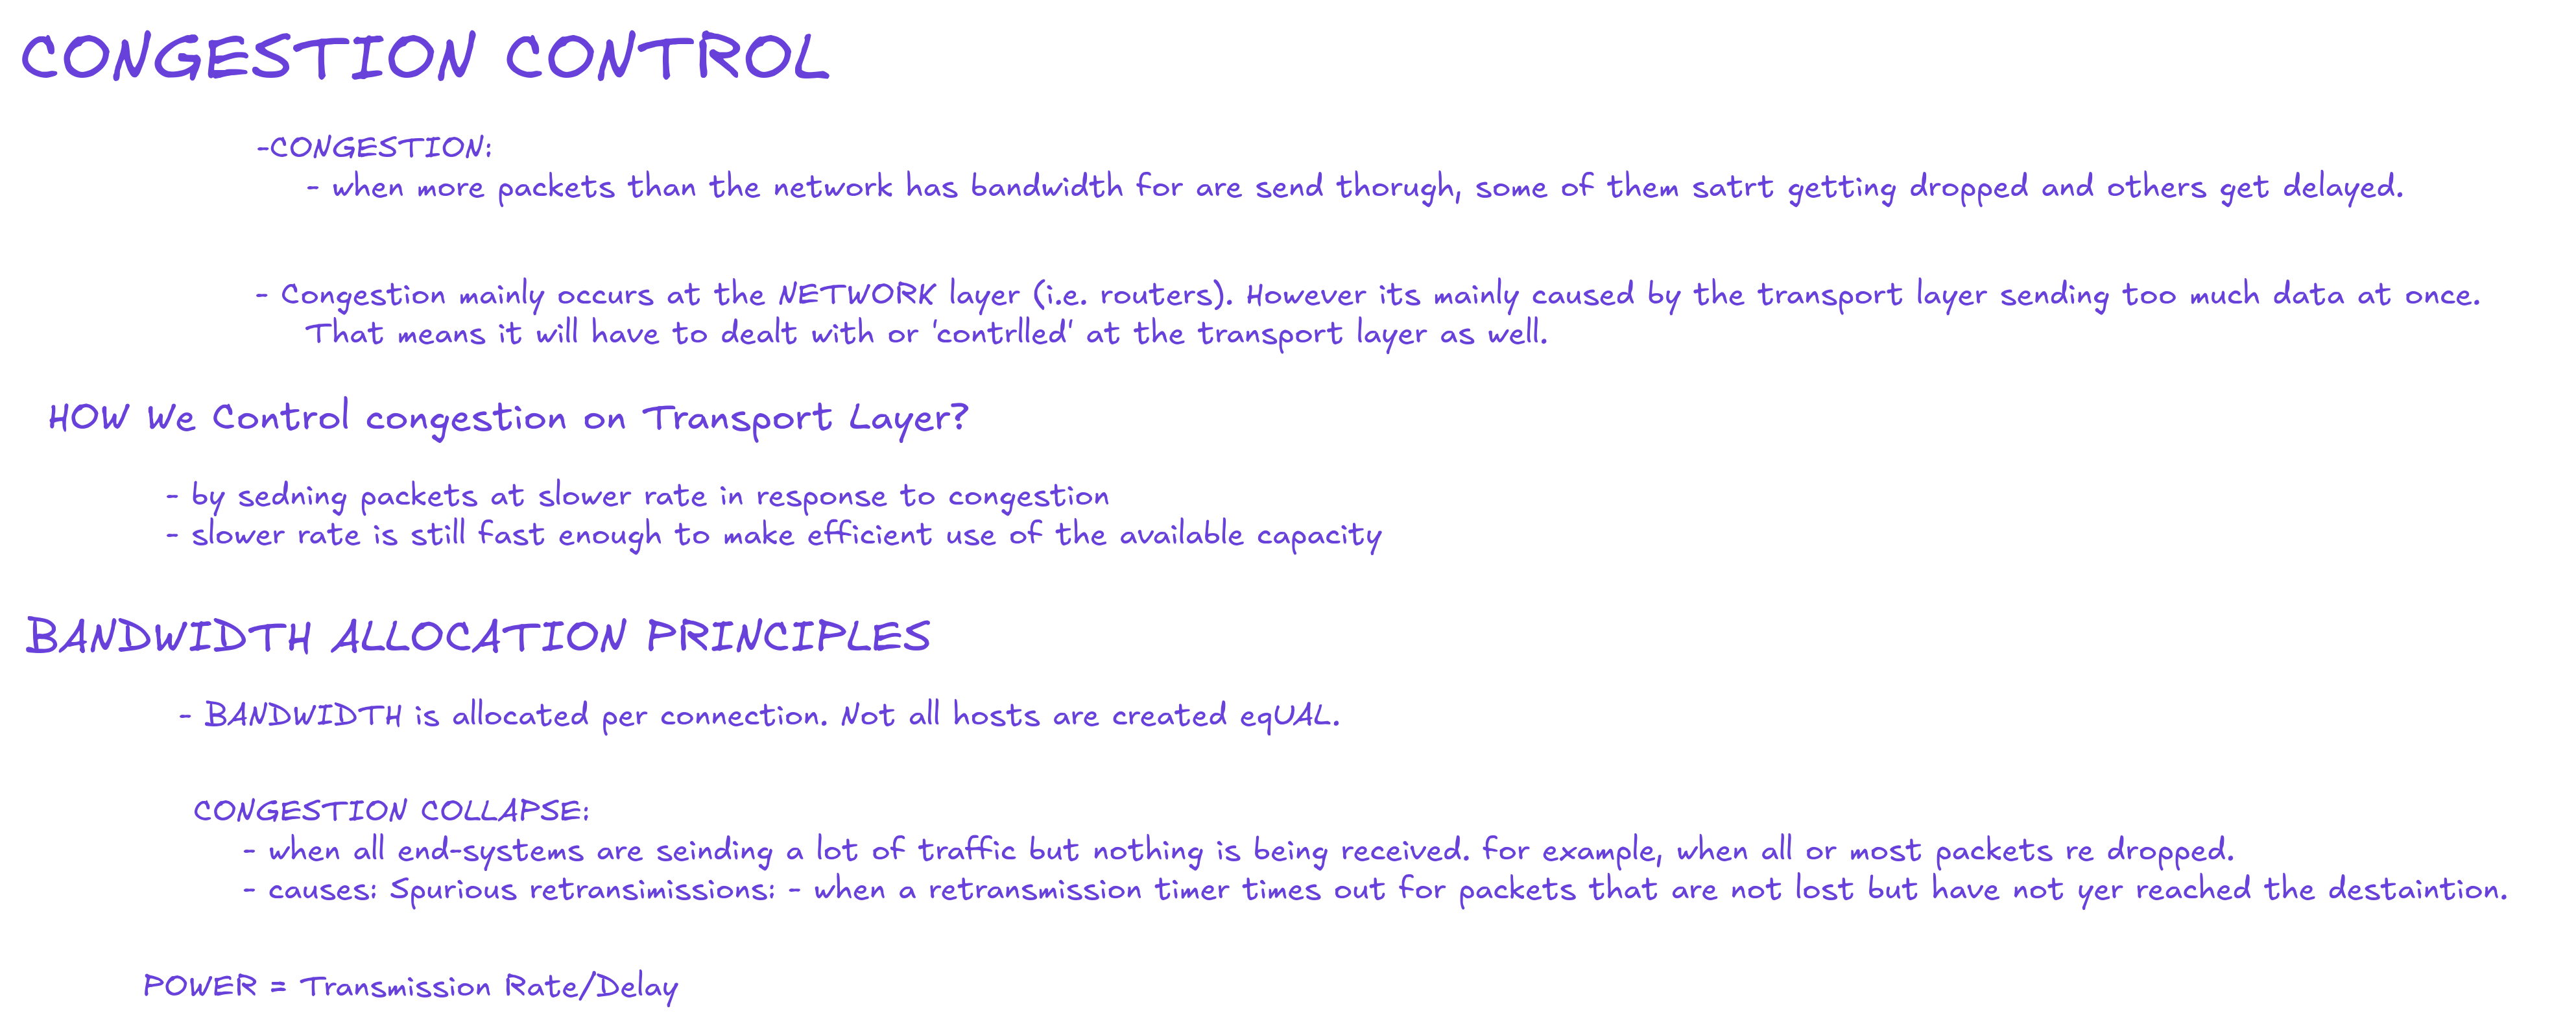 CONGESTION CONTROL
-CONGESTION:
- when more packets than the network has bandwidth for are send thorugh, some of them satrt getting dropped and others get delayed.
- Congestion mainly occurs at the NETWORK layer (i.e. routers). However its mainly caused by the transport layer sending too much data at once.
That means it will have to dealt with or 'contrlled' at the transport layer as well.
HOW We Control congestion on Transport Layer?
- by sedning packets at slower rate in response to congestion
- slower rate is still fast enough to make efficient use of the available capacity
BANDWIDTH ALLOCATION PRINCIPLES
- BANDWIDTH is allocated per connection. Not all hosts are created eqUAL.
CONGESTION COLLAPSE:
- when all end-systems are seinding a lot of traffic but nothing is being received. for example, when all or most packets re dropped.
- causes: Spurious retransimissions: - when a retransmission timer times out for packets that are not lost but have not yer reached the destaintion.
POWER = Transmission Rate/Delay